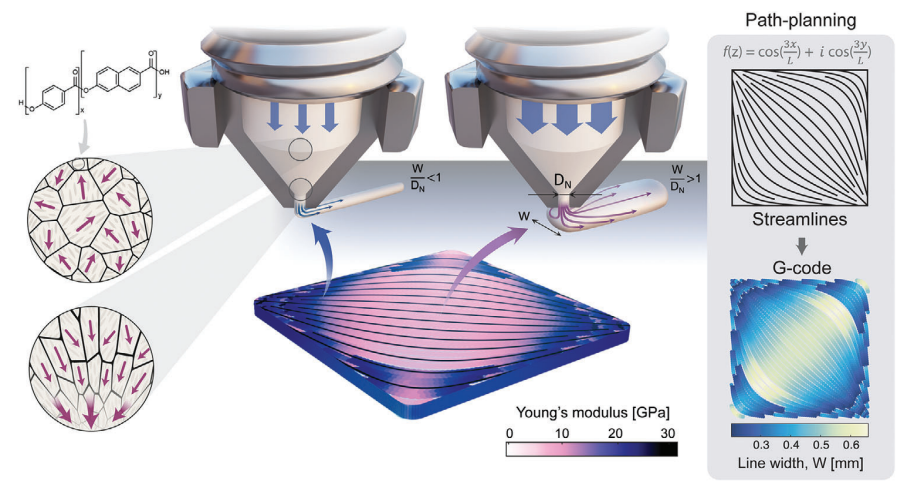 Path-planning
f(z) = cos(3x/L) + i cos(3y/L)
H
O
O
x
O
O
OH
y
W/D_N<1
D_N
W
W/D_N>1
Streamlines
G-code
Young's modulus [GPa]
0 10 20 30
0.3 0.4 0.5 0.6
Line width, W [mm]